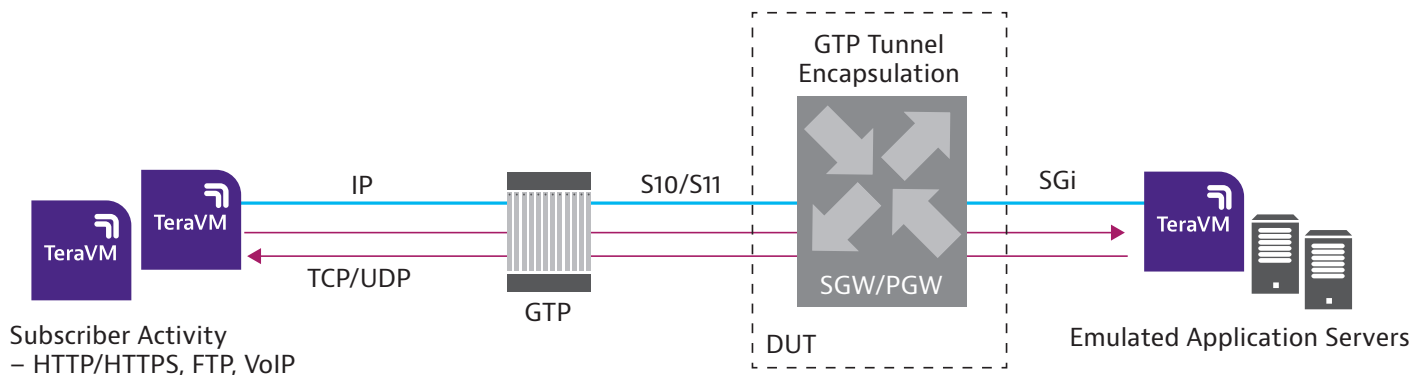 GTP Tunnel
Encapsulation
IP
S10/S11
SGi
TeraVM
TeraVM
TeraVM
TCP/UDP
GTP
SGW/PGW
DUT
Subscriber Activity
– HTTP/HTTPS, FTP, VoIP
Emulated Application Servers